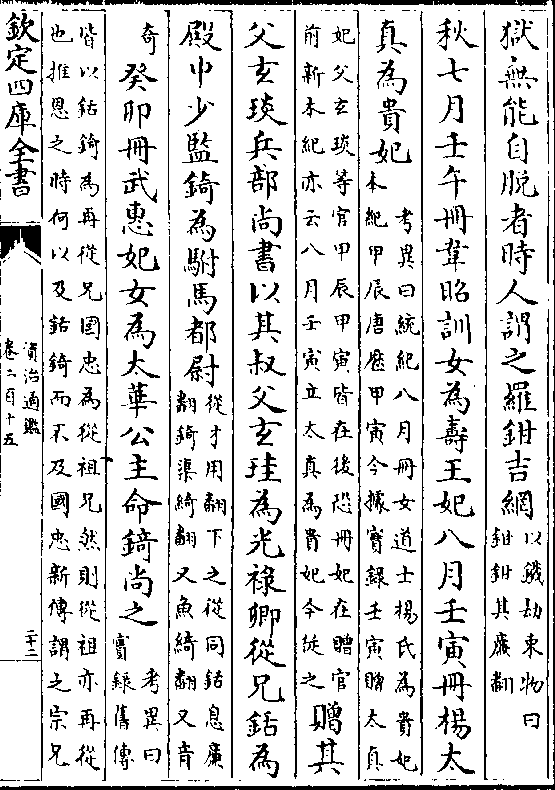 獄無能自脫者時人謂之羅鉗吉網以鐵劫束物曰
鉗鉗其廉翻
秋七月壬午冊韋昭訓女為壽王妃八月壬寅冊楊太
真為貴妃考異曰統紀八月冊女道士楊氏為貴妃
本紀甲辰唐歷甲寅今據實錄壬寅贈太真
妃父玄琰等官甲辰甲寅皆在後恐冊妃在贈官
前新本紀亦云八月壬寅立太真為貴妃今從之贈其
父玄琰兵部尚書以其叔父玄珪為光祿卿從兄銛為
殿中少監錡為駙馬都尉從才用翻下之從同銛息廉
翻錡渠綺翻又魚綺翻又音
奇癸卯冊武惠妃女為太華公主命錡尚之考異曰
實録舊傳
皆以銛錡為再從兄國忠為從祖兄然則從祖亦再從
也推恩之時何以及銛錡而不及國忠新傳謂之宗兄
欽定四庫全書
資治通鑑
卷二百十五
二十二